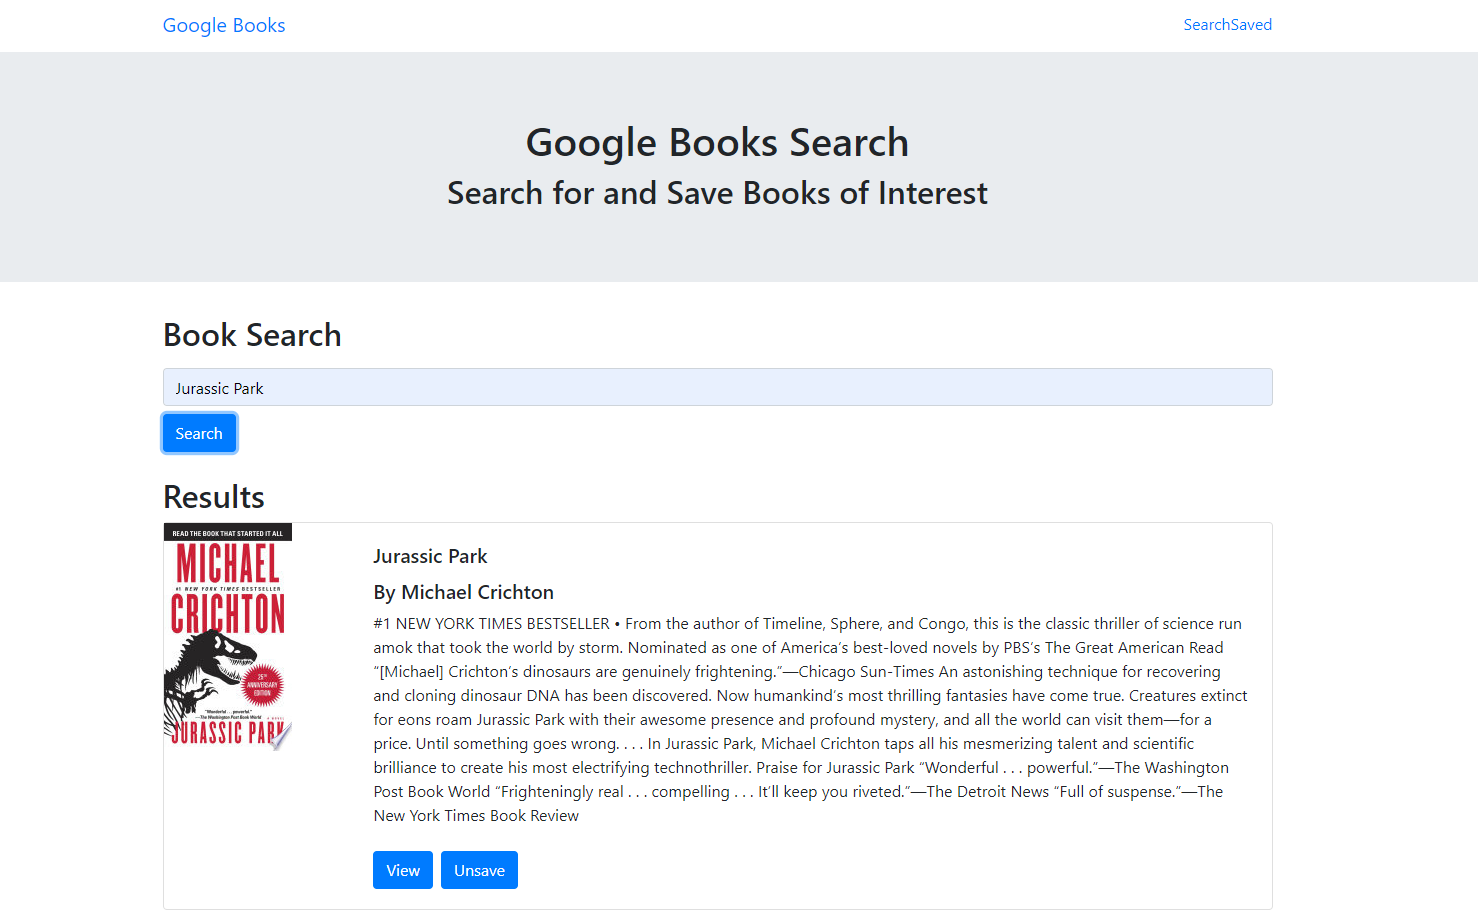 Google Books
SearchSaved
Google Books Search
Search for and Save Books of Interest
Book Search
Jurassic Park
Search
Results
READ THE BOOK THAT STARTED IT ALL
MICHAEL
#1 NEW YORK TIMES BESTSELLER
CRICHTON
25TH
ANNIVERSARY
EDITION
"Wonderful . . . powerful."
—The Washington Post Book World
A NOVEL
JURASSIC PARK
Jurassic Park
By Michael Crichton
#1 NEW YORK TIMES BESTSELLER • From the author of Timeline, Sphere, and Congo, this is the classic thriller of science run
amok that took the world by storm. Nominated as one of America’s best-loved novels by PBS’s The Great American Read
“[Michael] Crichton’s dinosaurs are genuinely frightening.”—Chicago Sun-Times An astonishing technique for recovering
and cloning dinosaur DNA has been discovered. Now humankind’s most thrilling fantasies have come true. Creatures extinct
for eons roam Jurassic Park with their awesome presence and profound mystery, and all the world can visit them—for a
price. Until something goes wrong. . . . In Jurassic Park, Michael Crichton taps all his mesmerizing talent and scientific
brilliance to create his most electrifying technothriller. Praise for Jurassic Park “Wonderful . . . powerful.”—The Washington
Post Book World “Frighteningly real . . . compelling . . . It’ll keep you riveted.”—The Detroit News “Full of suspense.”—The
New York Times Book Review
View
Unsave